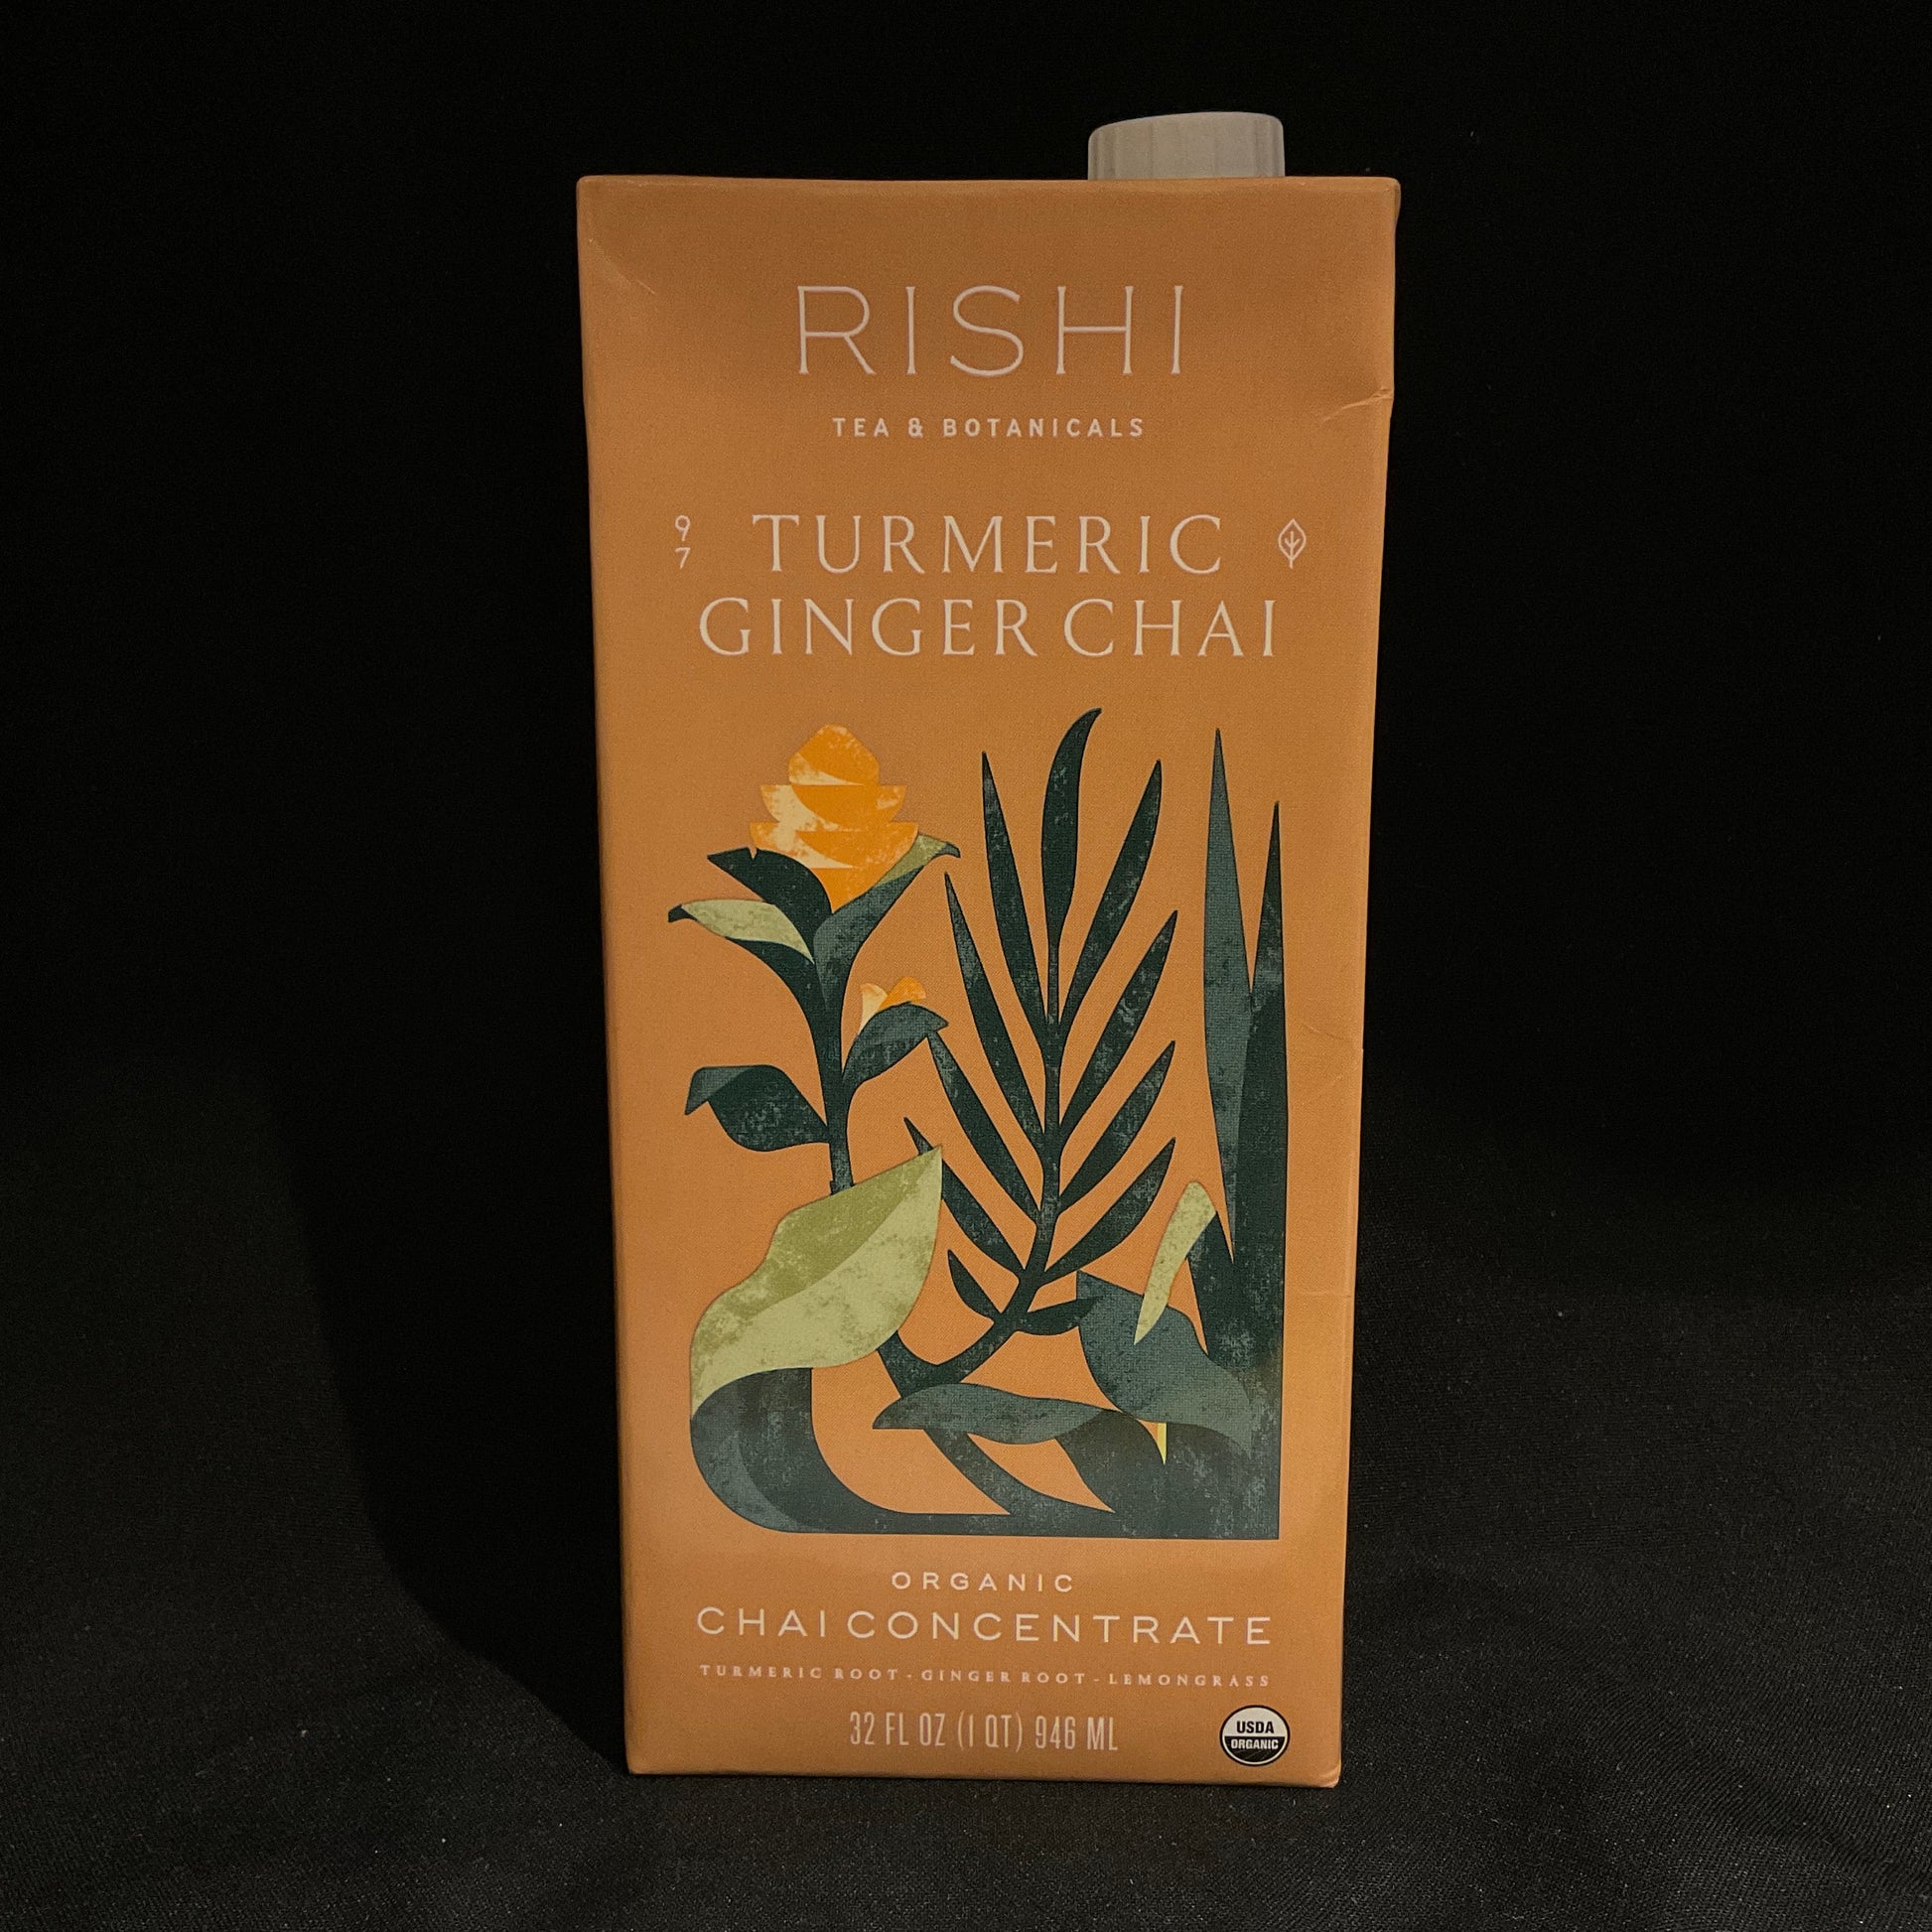 RISHI
TEA & BOTANICALS
97
TURMERIC
GINGER CHAI
ORGANIC
CHAI CONCENTRATE
TURMERIC ROOT - GINGER ROOT - LEMONGRASS
32 FL OZ (1 QT) 946 ML
USDA
ORGANIC